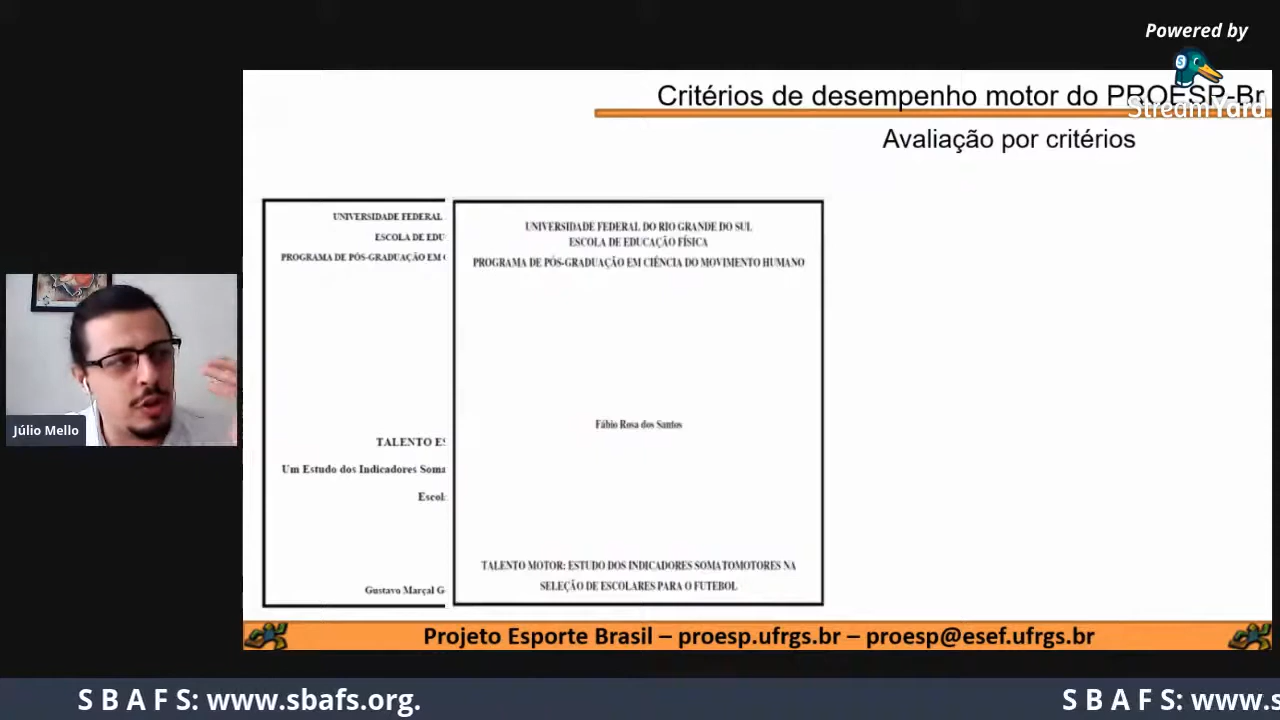 Powered by
StreamYard
Critérios de desempenho motor do PROESP-Br
Avaliação por critérios
UNIVERSIDADE FEDERAL
ESCOLA DE EDU
PROGRAMA DE PÓS-GRADUAÇÃO EM
TALENTO
Um Estudo dos Indicadores Soma
Escol
Gustavo Marçal G
UNIVERSIDADE FEDERAL DO RIO GRANDE DO SUL
ESCOLA DE EDUCAÇÃO FÍSICA
PROGRAMA DE PÓS-GRADUAÇÃO EM CIÊNCIA DO MOVIMENTO HUMANO
Fábio Rosa dos Santos
TALENTO MOTOR: ESTUDO DOS INDICADORES SOMATOMOTORES NA
SELEÇÃO DE ESCOLARES PARA O FUTEBOL
Júlio Mello
Projeto Esporte Brasil – proesp.ufrgs.br – proesp@esef.ufrgs.br
S B A F S: www.sbafs.org.
S B A F S: www.s